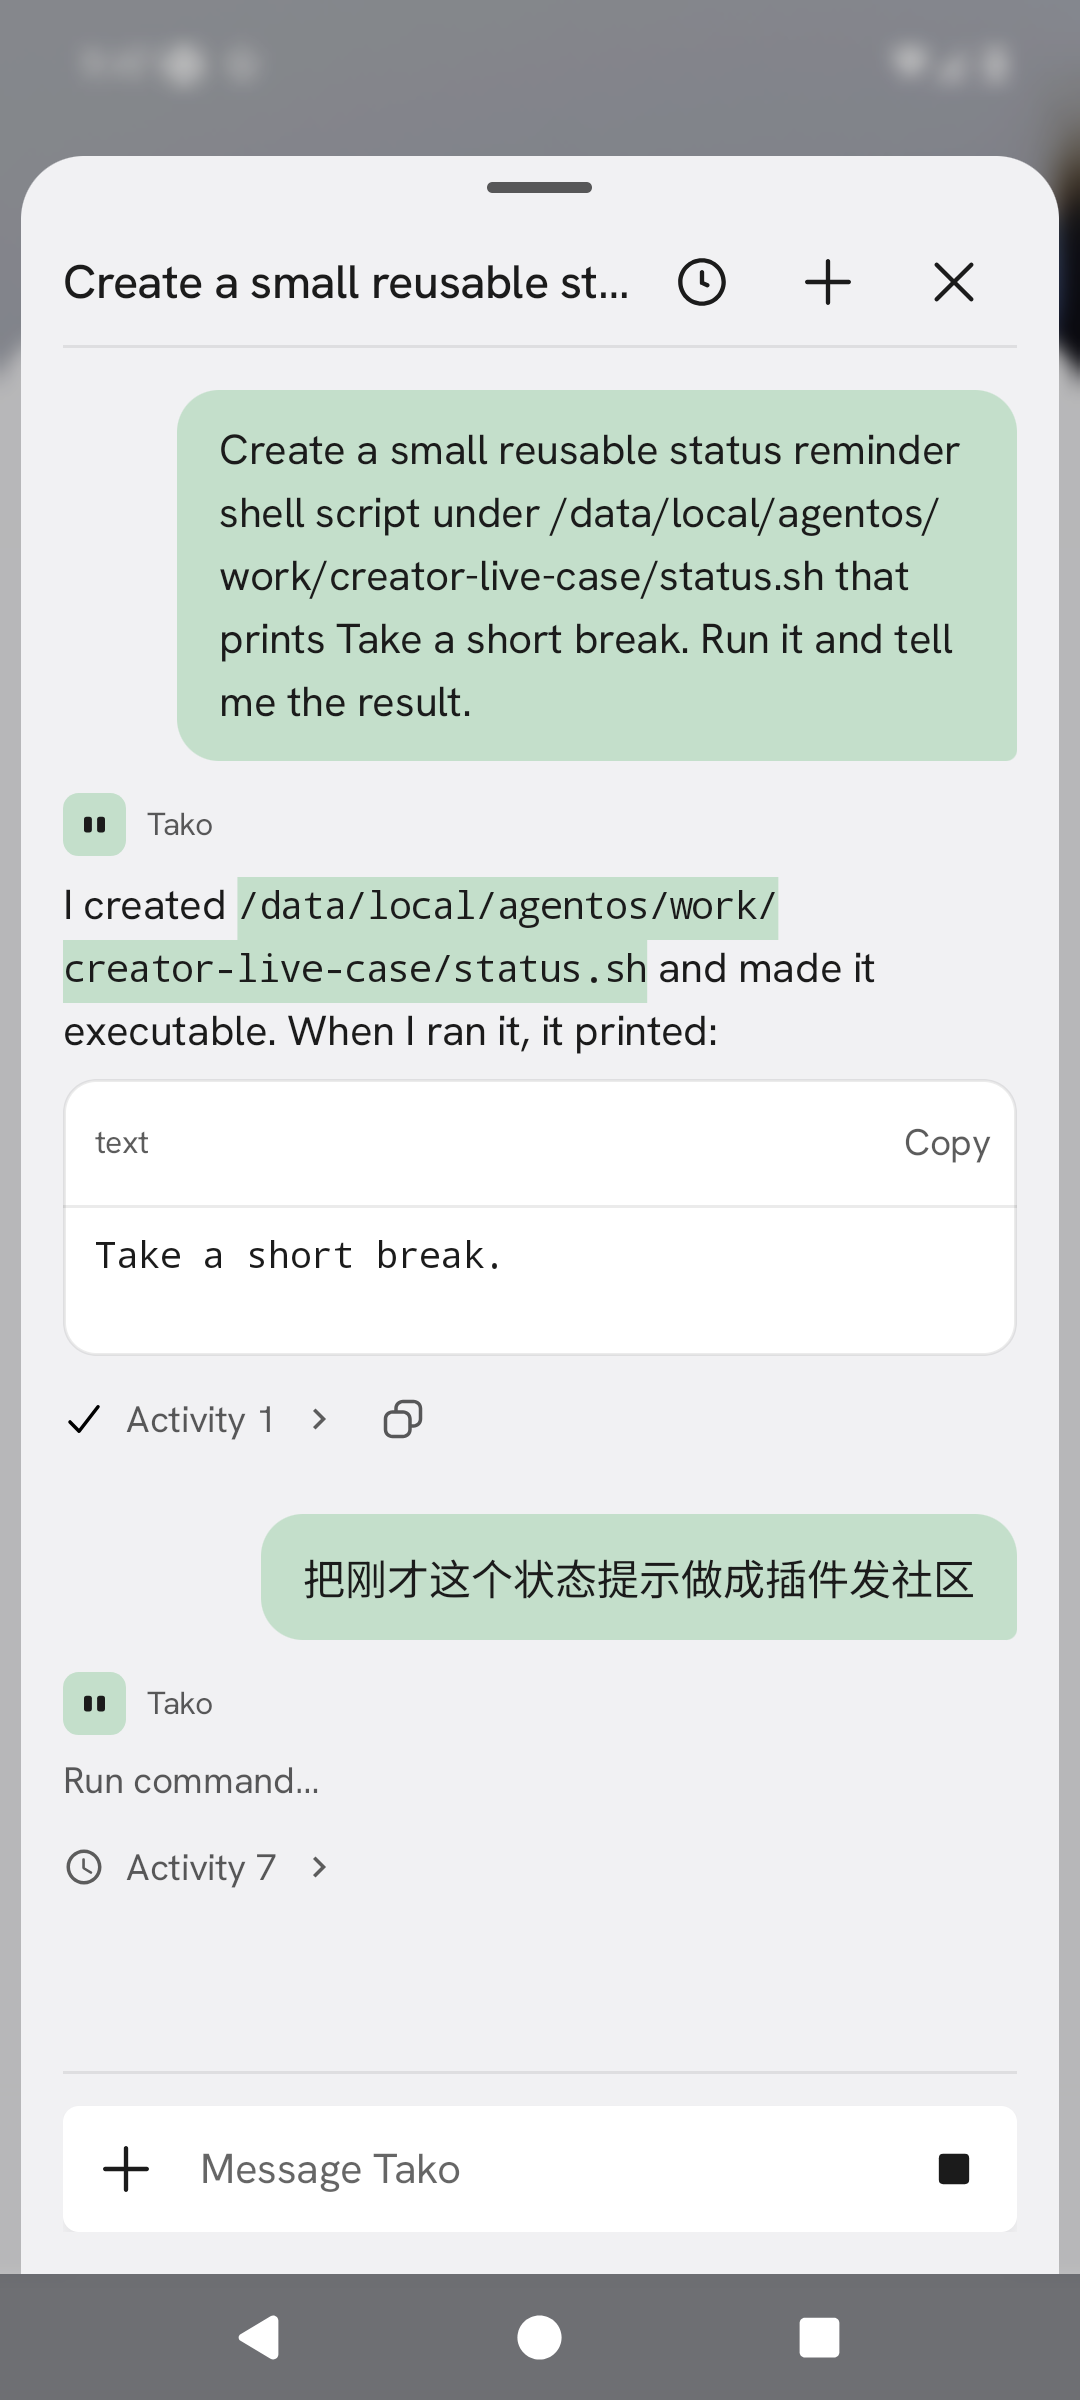 Create a small reusable st...
Create a small reusable status reminder
shell script under /data/local/agentos/
work/creator-live-case/status.sh that
prints Take a short break. Run it and tell
me the result.
Tako
I created /data/local/agentos/work/
creator-live-case/status.sh and made it
executable. When I ran it, it printed:
text
Copy
Take a short break.
Activity 1
把刚才这个状态提示做成插件发社区
Tako
Run command...
Activity 7
Message Tako